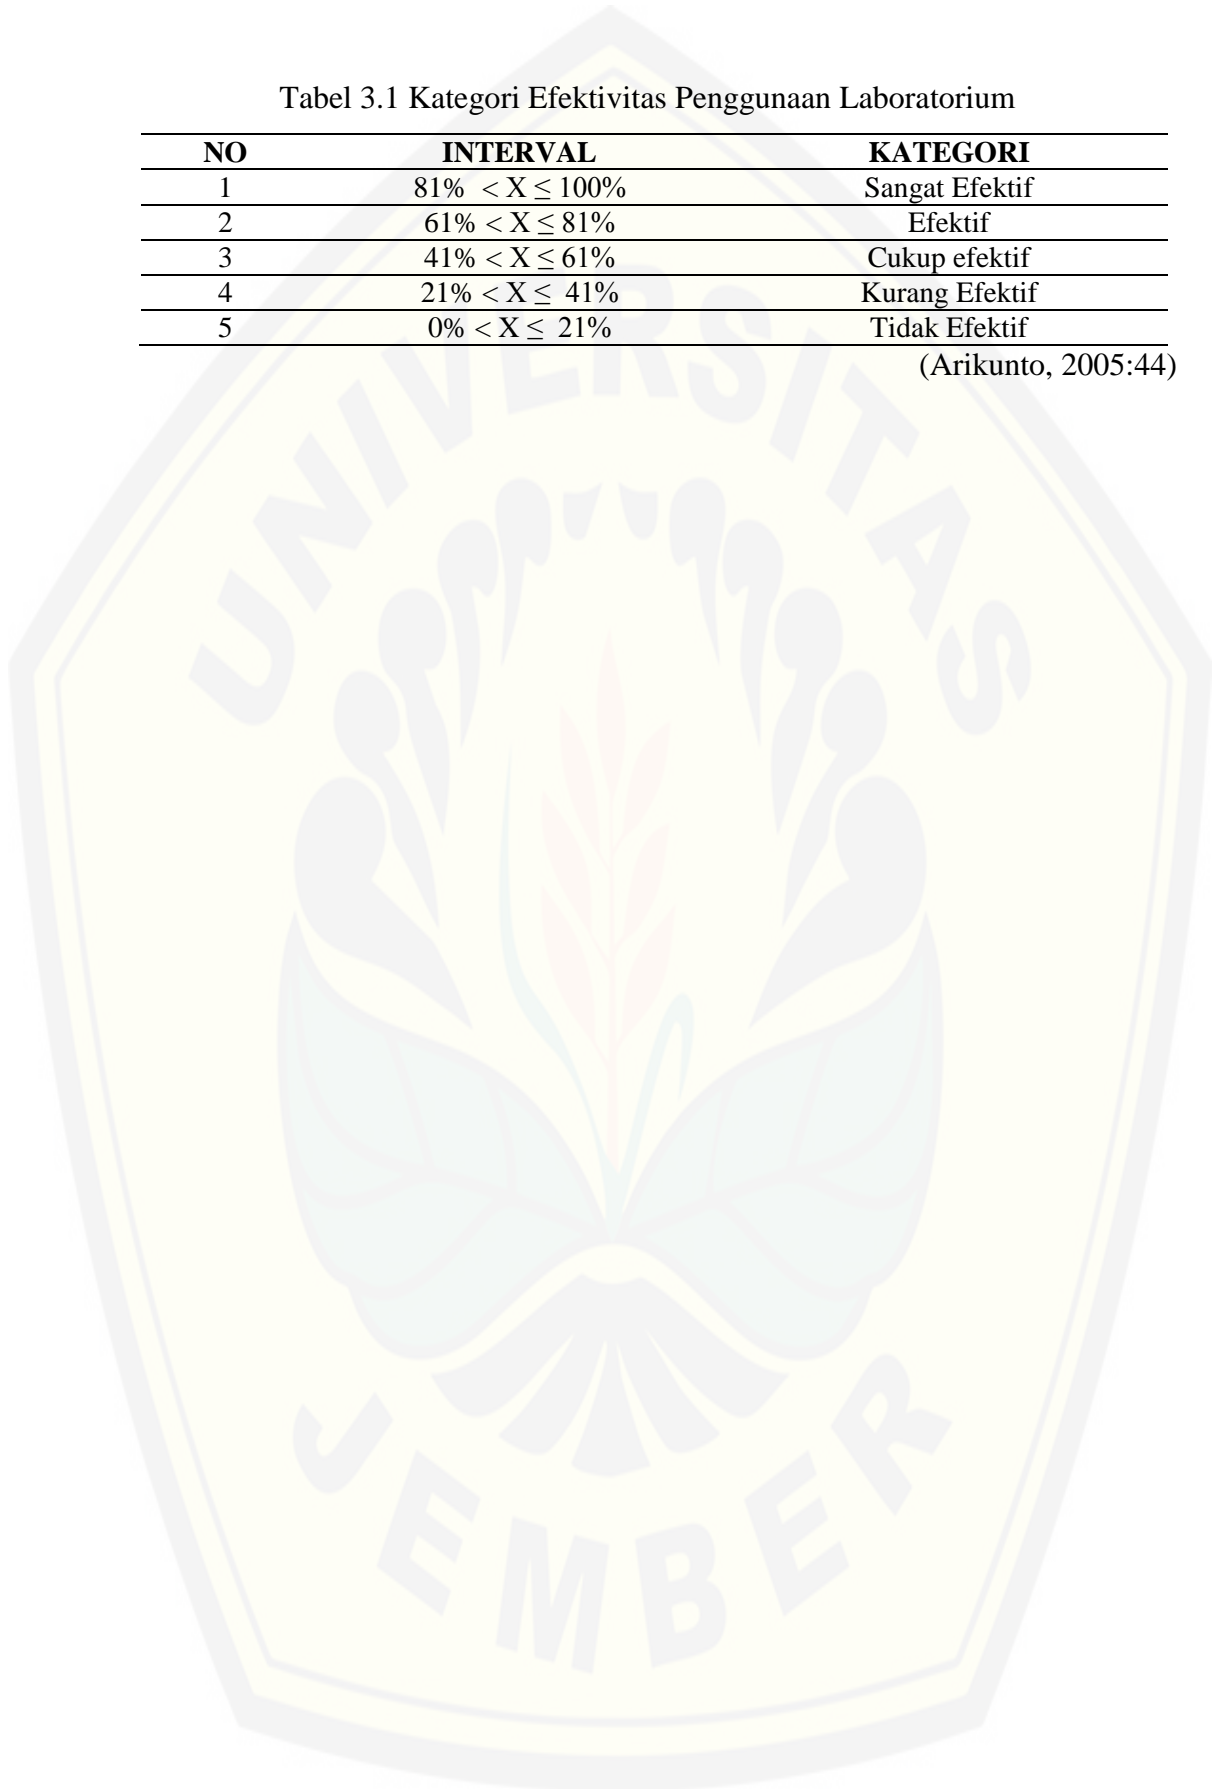 Tabel 3.1 Kategori Efektivitas Penggunaan Laboratorium
NO INTERVAL KATEGORI
1 81% < X ≤ 100% Sangat Efektif
2 61% < X ≤ 81% Efektif
3 41% < X ≤ 61% Cukup efektif
4 21% < X ≤ 41% Kurang Efektif
5 0% < X ≤ 21% Tidak Efektif
(Arikunto, 2005:44)
UNIVERSITAS
JEMBER